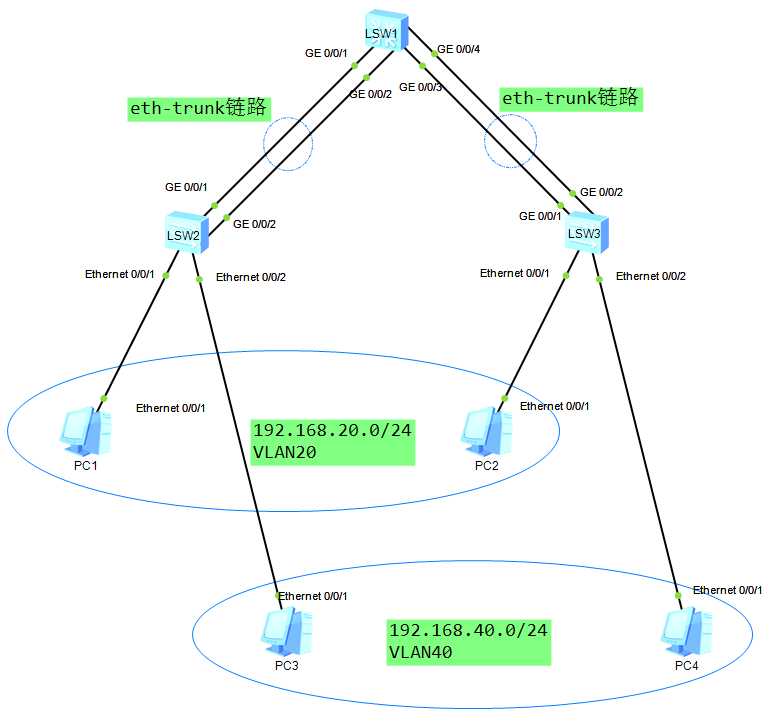 LSW1
GE 0/0/1
GE 0/0/4
GE 0/0/2
GE 0/0/3
eth-trunk链路
eth-trunk链路
GE 0/0/1
GE 0/0/2
GE 0/0/2
GE 0/0/1
LSW2
LSW3
Ethernet 0/0/1
Ethernet 0/0/2
Ethernet 0/0/1
Ethernet 0/0/2
Ethernet 0/0/1
Ethernet 0/0/1
192.168.20.0/24
VLAN20
PC1
PC2
Ethernet 0/0/1
Ethernet 0/0/1
192.168.40.0/24
VLAN40
PC3
PC4